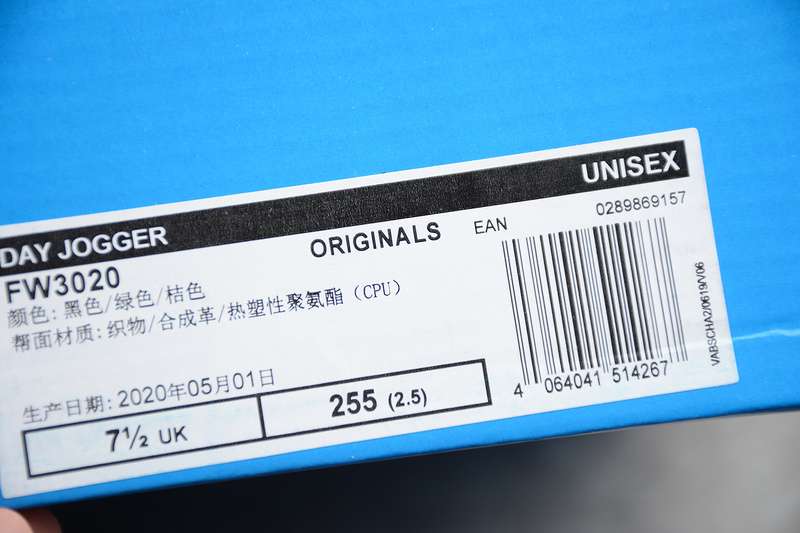 DAY JOGGER
UNISEX
FW3020
ORIGINALS
EAN
0289869157
颜色: 黑色/绿色/桔色
帮面材质: 织物/合成革/热塑性聚氨酯（CPU）
生产日期: 2020年05月01日
7½ UK
255 (2.5)
4 064041 514267
VABSCHA2/0619/V06